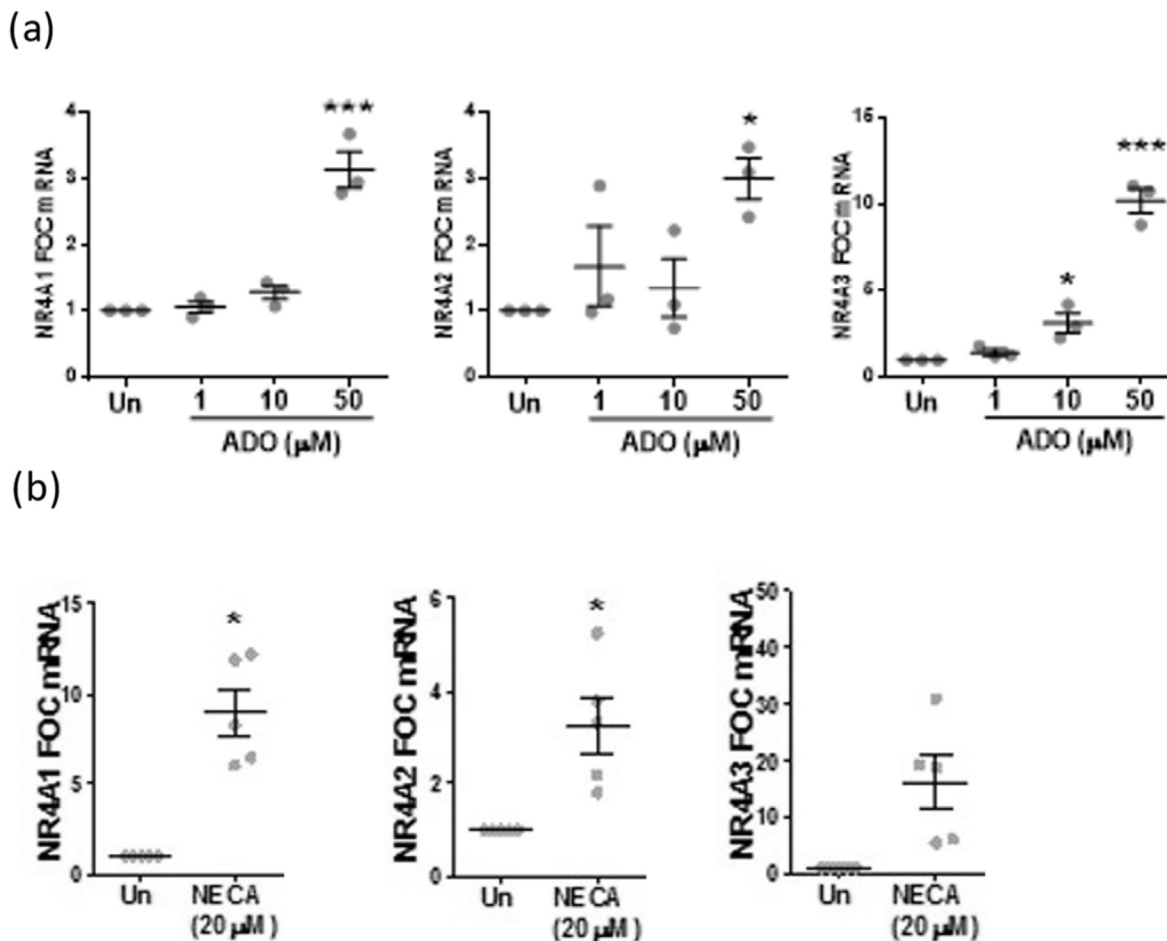 (a)
NR4A1 FOC mRNA
4
3
2
1
0
***
Un 1 10 50
ADO (μM)
NR4A2 FOC mRNA
4
3
2
1
0
*
Un 1 10 50
ADO (μM)
NR4A3 FOC mRNA
15
10
5
0
*
***
Un 1 10 50
ADO (μM)
(b)
NR4A1 FOC mRNA
15
10
5
0
*
Un NECA
(20 μM)
NR4A2 FOC mRNA
6
4
2
0
*
Un NECA
(20 μM)
NR4A3 FOC mRNA
50
40
30
20
10
0
Un NECA
(20 μM)